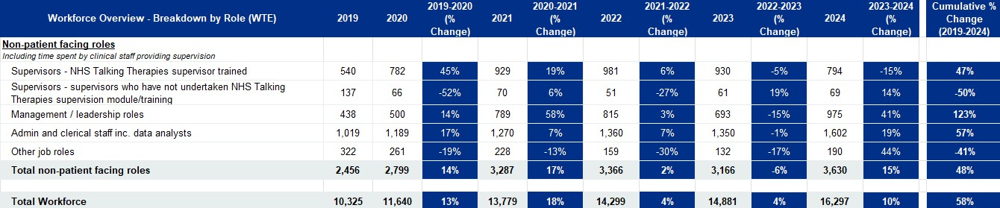 Workforce Overview - Breakdown by Role (WTE) 2019 2020 2019-2020 (% Change) 2021 2020-2021 (% Change) 2022 2021-2022 (% Change) 2023 2022-2023 (% Change) 2024 2023-2024 (% Change) Cumulative % Change (2019-2024)
Non-patient facing roles
Including time spent by clinical staff providing supervision
Supervisors - NHS Talking Therapies supervisor trained 540 782 45% 929 19% 981 6% 930 -5% 794 -15% 47%
Supervisors - supervisors who have not undertaken NHS Talking
Therapies supervision module/training 137 66 -52% 70 6% 51 -27% 61 19% 69 14% -50%
Management / leadership roles 438 500 14% 789 58% 815 3% 693 -15% 975 41% 123%
Admin and clerical staff inc. data analysts 1,019 1,189 17% 1,270 7% 1,360 7% 1,350 -1% 1,602 19% 57%
Other job roles 322 261 -19% 228 -13% 159 -30% 132 -17% 190 44% -41%
Total non-patient facing roles 2,456 2,799 14% 3,287 17% 3,366 2% 3,166 -6% 3,630 15% 48%
Total Workforce 10,325 11,640 13% 13,779 18% 14,299 4% 14,881 4% 16,297 10% 58%